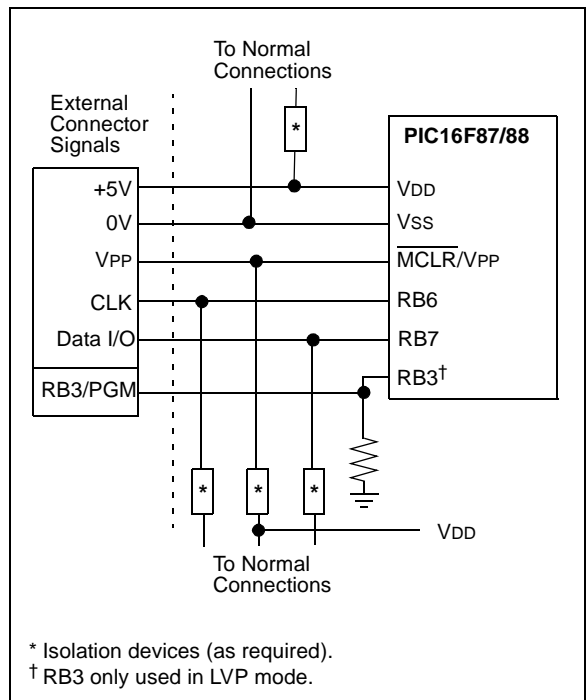 To Normal
Connections
External
Connector
Signals
*
PIC16F87/88
+5V
VDD
0V
VSS
VPP
MCLR/VPP
CLK
RB6
Data I/O
RB7
RB3†
RB3/PGM
* * *
VDD
To Normal
Connections
* Isolation devices (as required).
† RB3 only used in LVP mode.